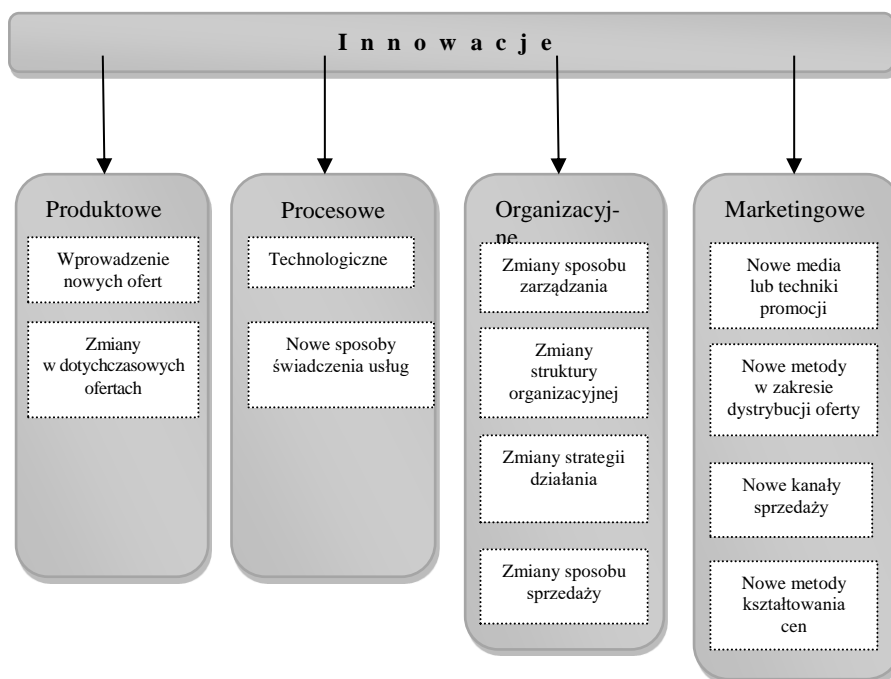 Innowacje
Produktowe
Wprowadzenie
nowych ofert
Zmiany
w dotychczasowych
ofertach
Procesowe
Technologiczne
Nowe sposoby
świadczenia usług
Organizacyj-
ne
Zmiany sposobu
zarządzania
Zmiany
struktury
organizacyjnej
Zmiany strategii
działania
Zmiany sposobu
sprzedaży
Marketingowe
Nowe media
lub techniki
promocji
Nowe metody
w zakresie
dystrybucji oferty
Nowe kanały
sprzedaży
Nowe metody
kształtowania
cen